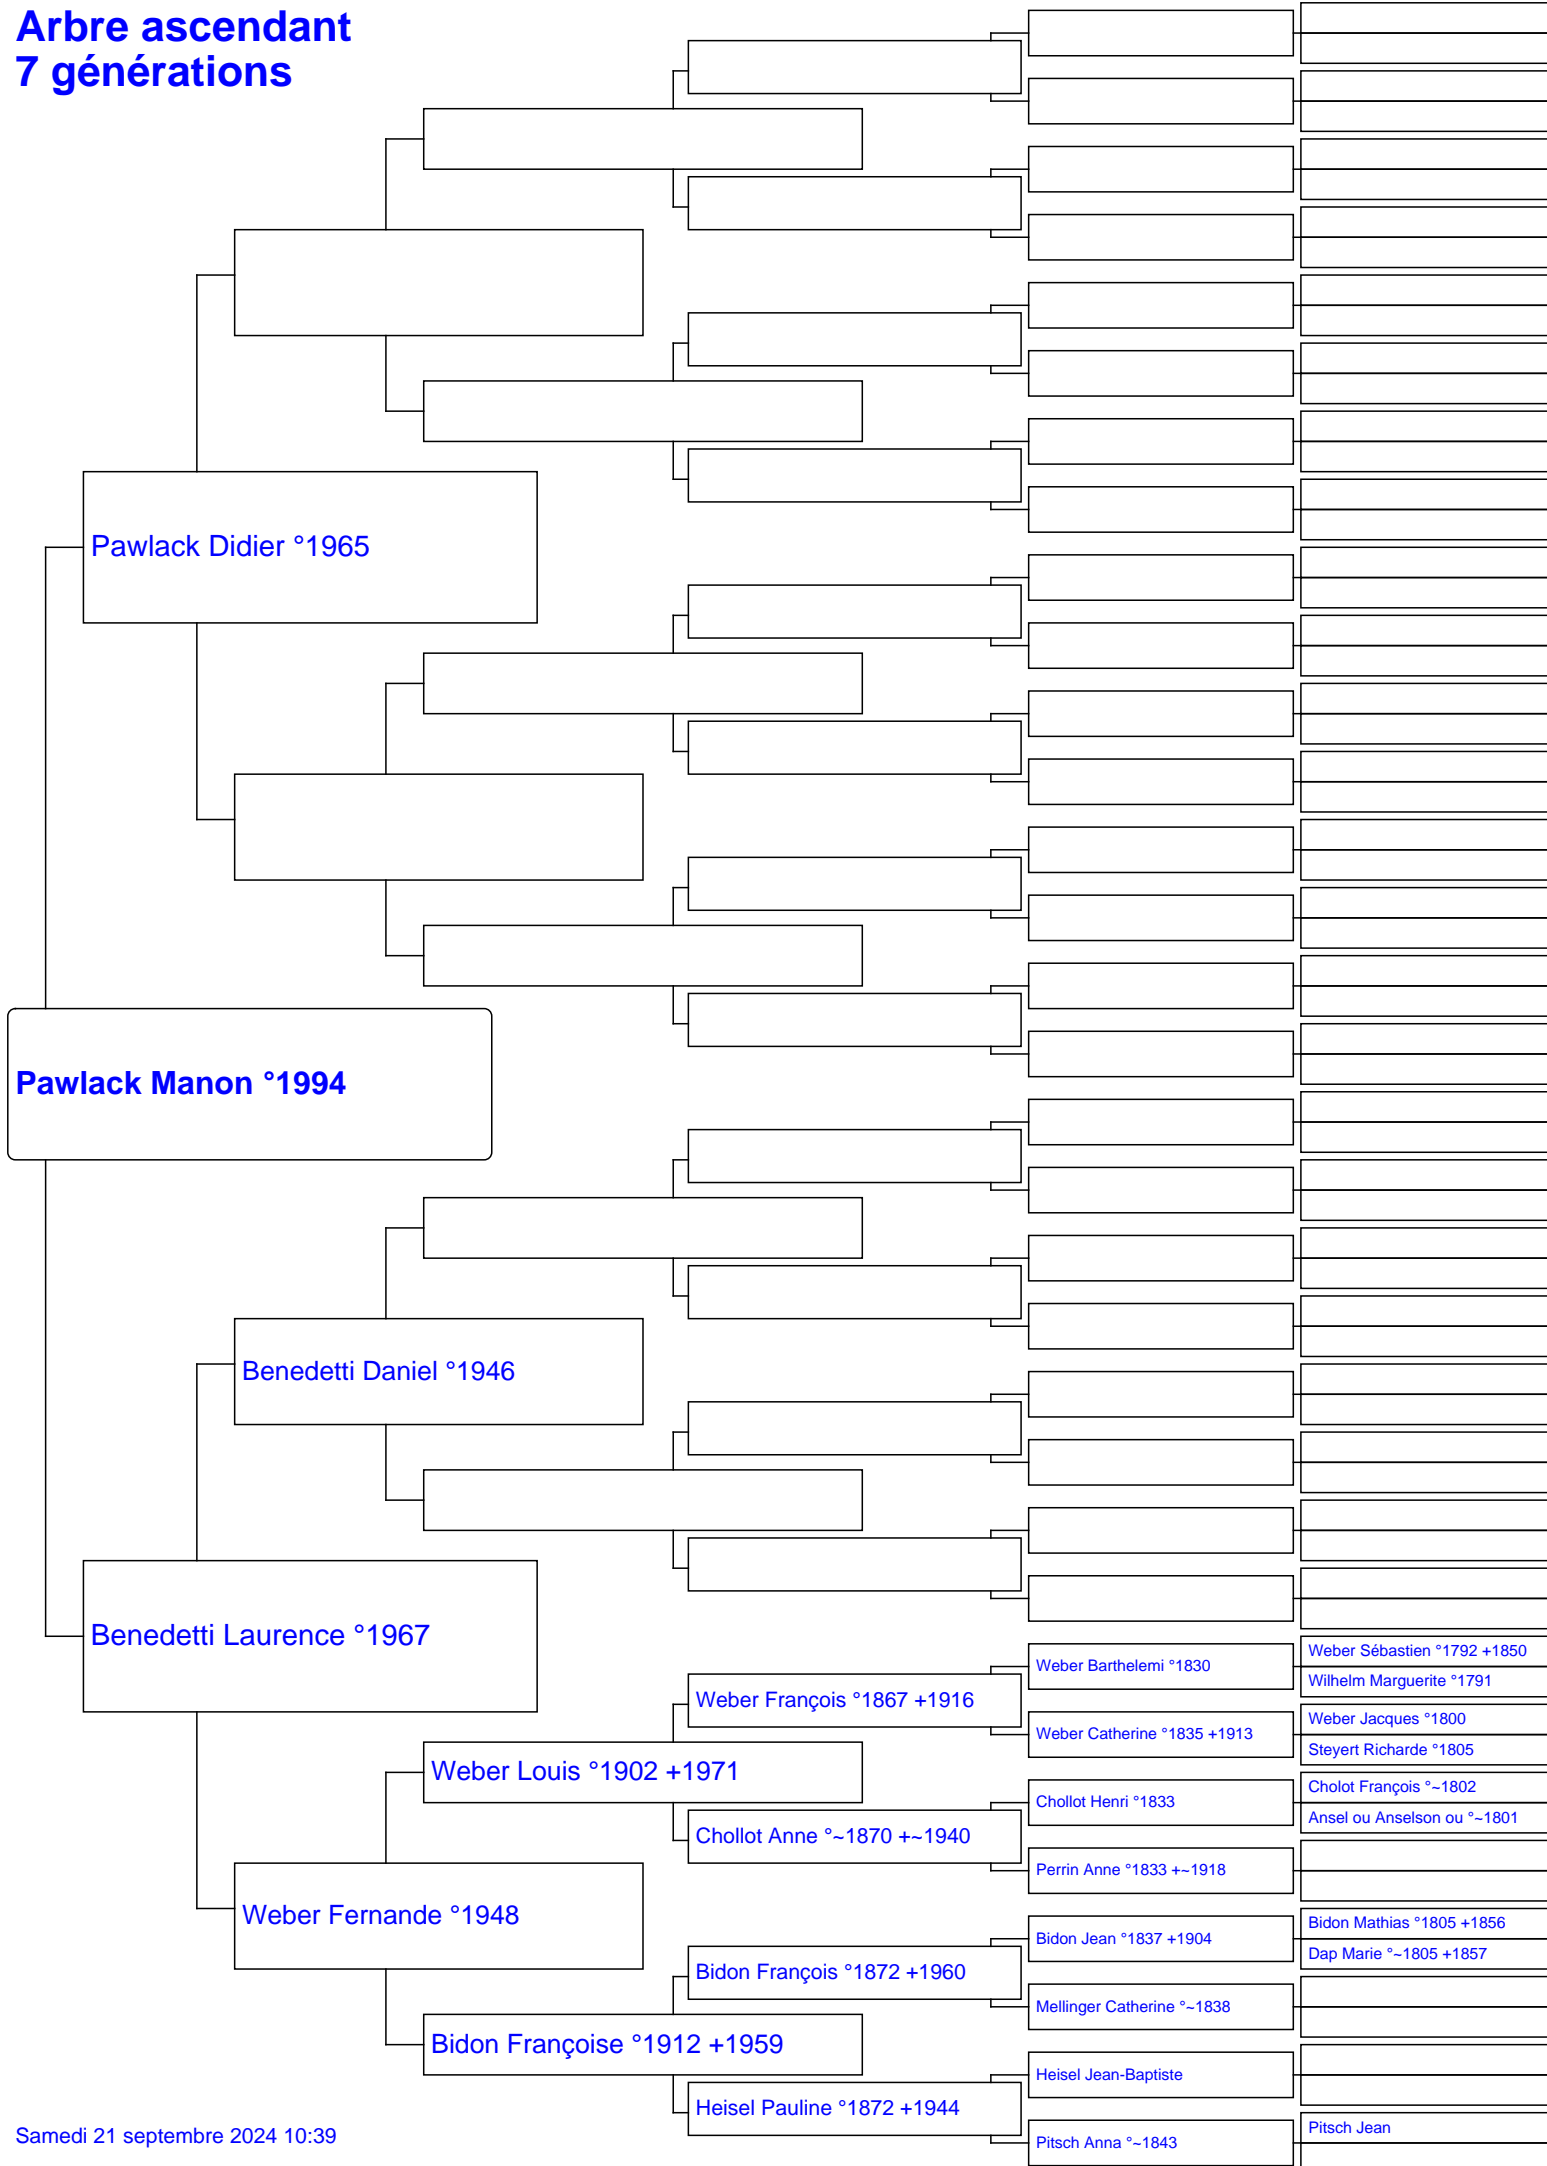 Arbre ascendant
7 générations
Pawlack Didier °1965
Pawlack Manon °1994
Benedetti Daniel °1946
Benedetti Laurence °1967
Weber Barthelemi °1830
Weber Sébastien °1792 +1850
Wilhelm Marguerite °1791
Weber François °1867 +1916
Weber Catherine °1835 +1913
Weber Jacques °1800
Steyert Richarde °1805
Weber Louis °1902 +1971
Chollot Henri °1833
Cholot François °~1802
Ansel ou Anselson ou °~1801
Chollot Anne °~1870 +~1940
Perrin Anne °1833 +~1918
Weber Fernande °1948
Bidon Jean °1837 +1904
Bidon Mathias °1805 +1856
Dap Marie °~1805 +1857
Bidon François °1872 +1960
Mellinger Catherine °~1838
Bidon Françoise °1912 +1959
Heisel Jean-Baptiste
Heisel Pauline °1872 +1944
Pitsch Anna °~1843
Pitsch Jean
Samedi 21 septembre 2024 10:39